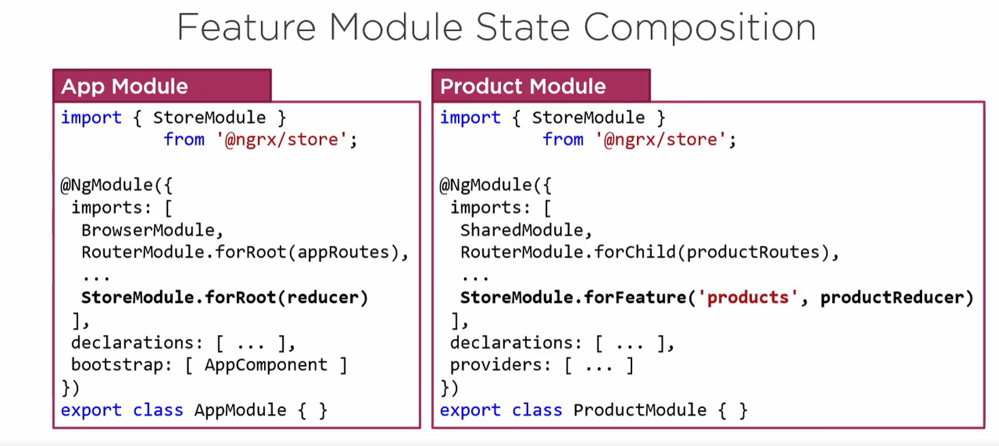 Feature Module State Composition
App Module
import { StoreModule }
from '@ngrx/store';
@NgModule({
imports: [
BrowserModule,
RouterModule.forRoot(appRoutes),
...
StoreModule.forRoot(reducer)
],
declarations: [ ... ],
bootstrap: [ AppComponent ]
})
export class AppModule { }
Product Module
import { StoreModule }
from '@ngrx/store';
@NgModule({
imports: [
SharedModule,
RouterModule.forChild(productRoutes),
...
StoreModule.forFeature('products', productReducer)
],
declarations: [ ... ],
providers: [ ... ]
})
export class ProductModule { }